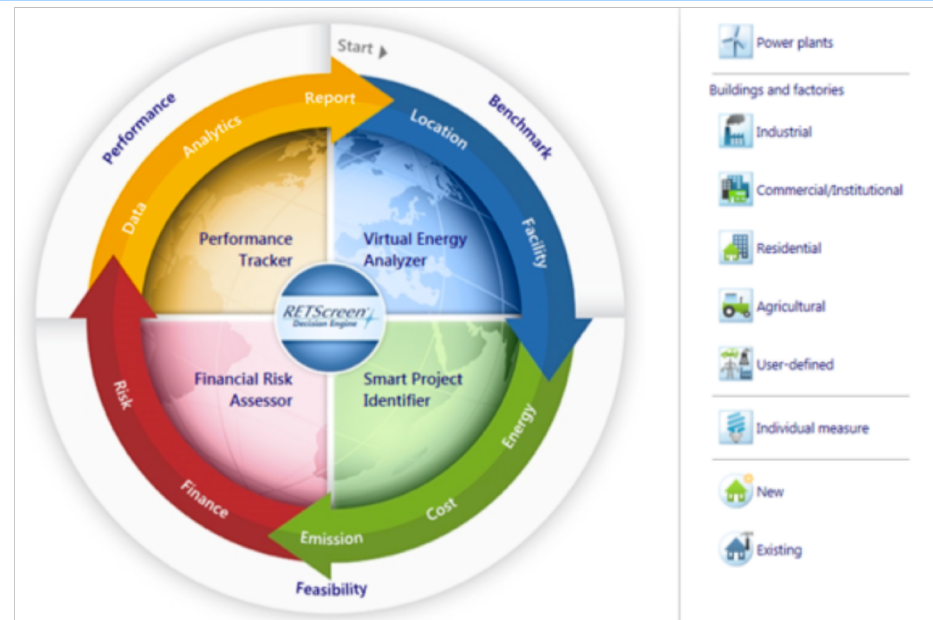 Start
Performance
Benchmark
Report
Analytics
Data
Location
Facility
Performance
Tracker
Virtual Energy
Analyzer
RETScreen
Decision Engine
Financial Risk
Assessor
Smart Project
Identifier
Risk
Finance
Emission
Cost
Energy
Feasibility
Power plants
Buildings and factories
Industrial
Commercial/Institutional
Residential
Agricultural
User-defined
Individual measure
New
Existing